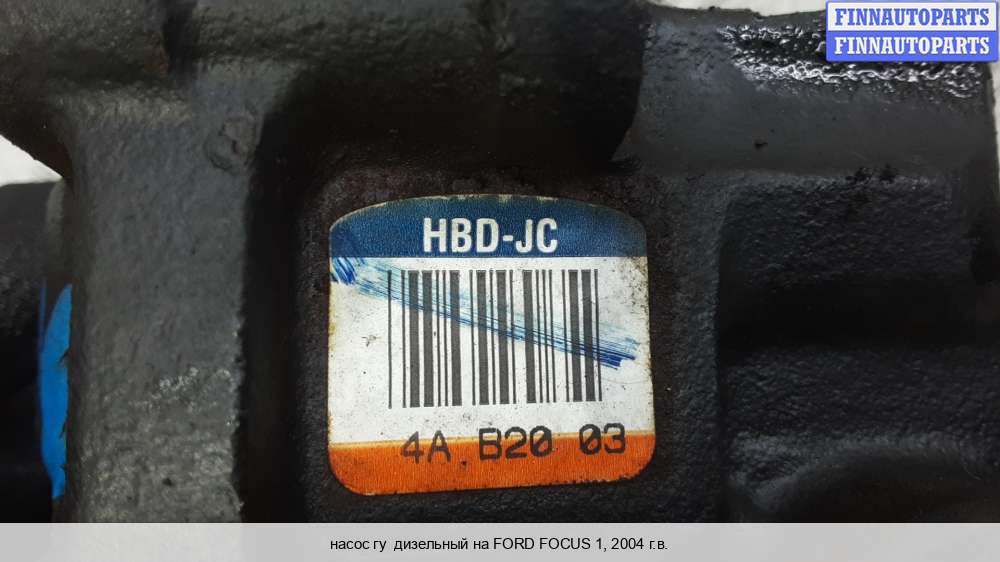 FINNAUTOPARTS
FINNAUTOPARTS
HBD-JC
4A B20 03
насос гу дизельный на FORD FOCUS 1, 2004 г.в.